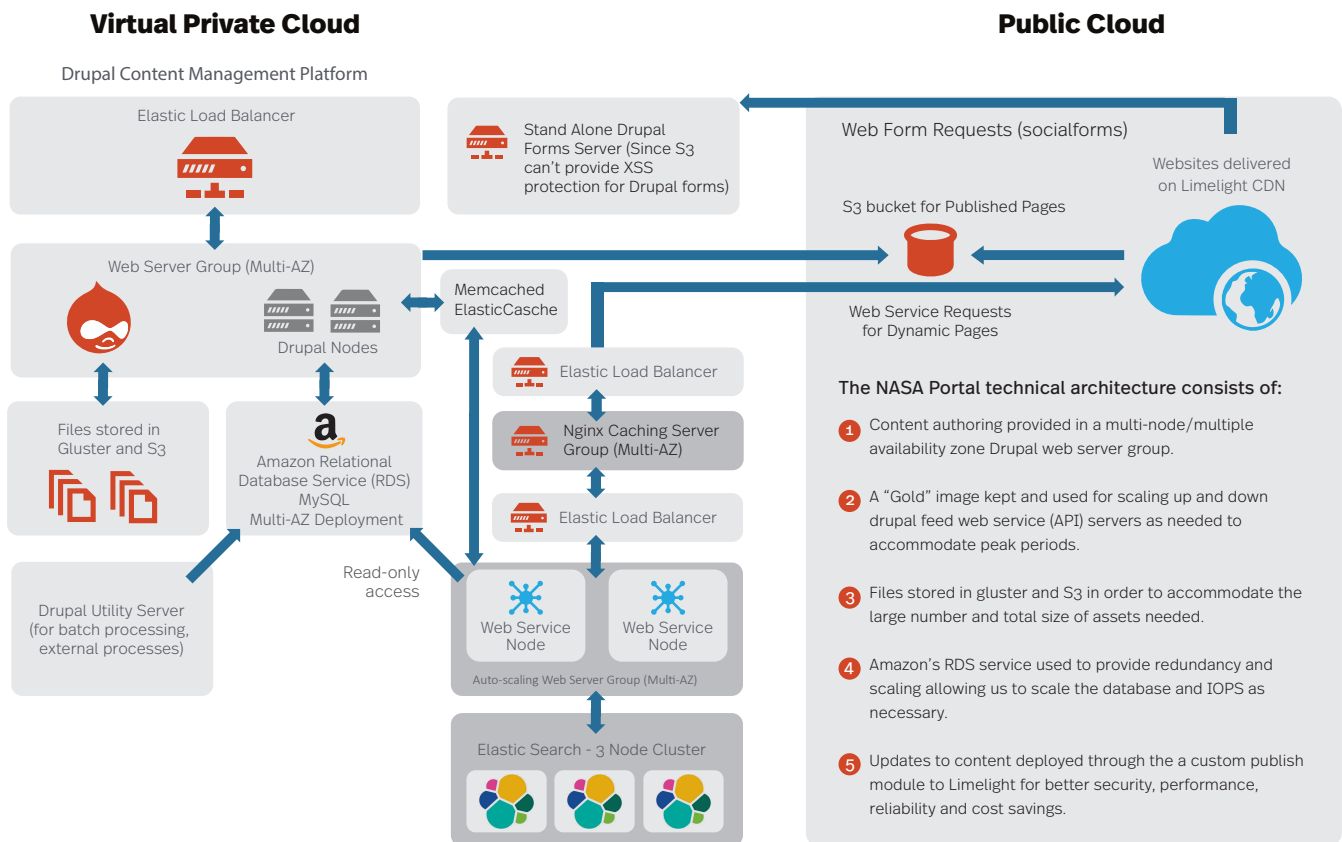 Virtual Private Cloud
Public Cloud
Drupal Content Management Platform
Elastic Load Balancer
Stand Alone Drupal
Forms Server (Since S3
can't provide XSS
protection for Drupal forms)
Web Form Requests (socialforms)
Websites delivered
on Limelight CDN
S3 bucket for Published Pages
Web Server Group (Multi-AZ)
Drupal Nodes
Memcached
ElasticCasche
Web Service Requests
for Dynamic Pages
Elastic Load Balancer
Nginx Caching Server
Group (Multi-AZ)
Elastic Load Balancer
Files stored in
Gluster and S3
a
Amazon Relational
Database Service (RDS)
MySQL
Multi-AZ Deployment
Read-only
access
Drupal Utility Server
(for batch processing,
external processes)
Web Service
Node
Web Service
Node
Auto-scaling Web Server Group (Multi-AZ)
Elastic Search - 3 Node Cluster
The NASA Portal technical architecture consists of:
1 Content authoring provided in a multi-node/multiple
availability zone Drupal web server group.
2 A “Gold” image kept and used for scaling up and down
drupal feed web service (API) servers as needed to
accommodate peak periods.
3 Files stored in gluster and S3 in order to accommodate the
large number and total size of assets needed.
4 Amazon's RDS service used to provide redundancy and
scaling allowing us to scale the database and IOPS as
necessary.
5 Updates to content deployed through the a custom publish
module to Limelight for better security, performance,
reliability and cost savings.